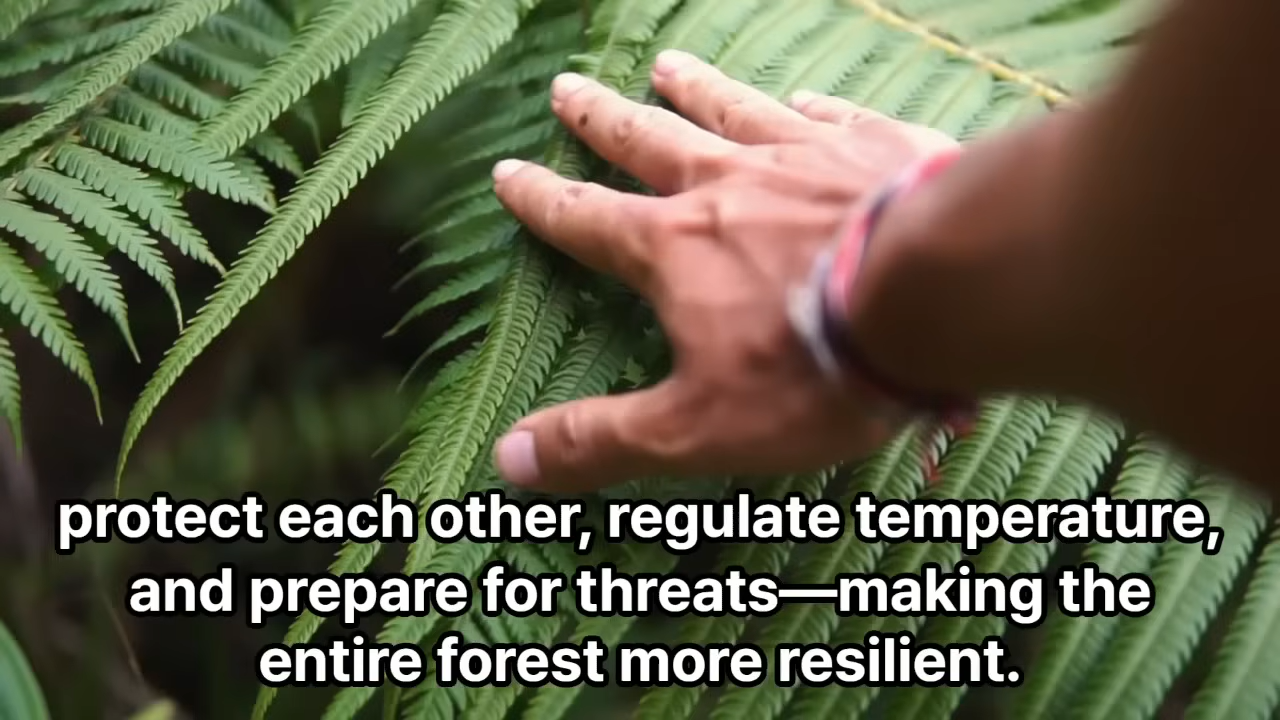 protect each other, regulate temperature,
and prepare for threats—making the
entire forest more resilient.